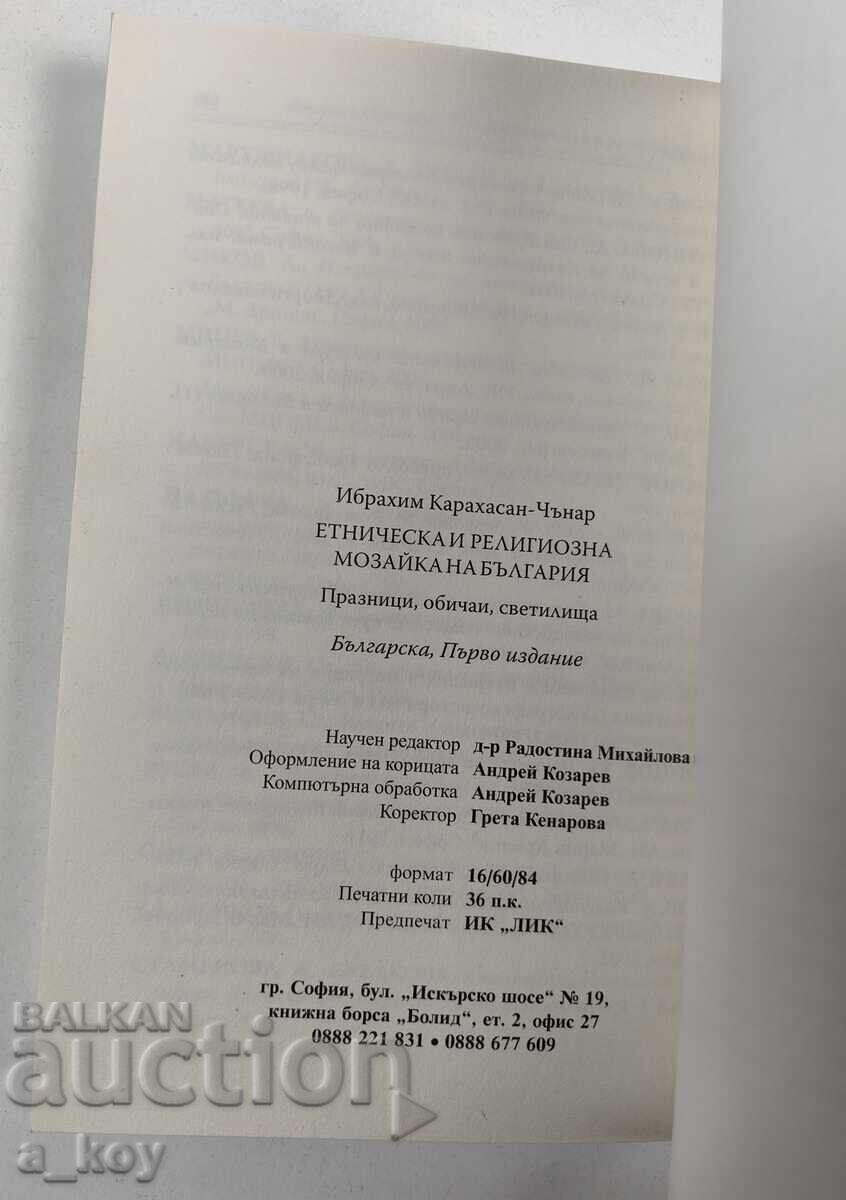 Ибрахим Карахасан-Чънар
ЕТНИЧЕСКА И РЕЛИГИОЗНА
МОЗАЙКА НА БЪЛГАРИЯ
Празници, обичаи, светилища
Българска, Първо издание
Научен редактор д-р Радостина Михайлова
Оформление на корицата Андрей Козарев
Компютърна обработка Андрей Козарев
Коректор Грета Кенарова
формат 16/60/84
Печатни коли 36 п.к.
Предпечат ИК „ЛИК“
гр. София, бул. „Искърско шосе“ № 19,
книжна борса „Болид“, ет. 2, офис 27
0888 221 831 • 0888 677 609
BALKAN
auction
a_koy